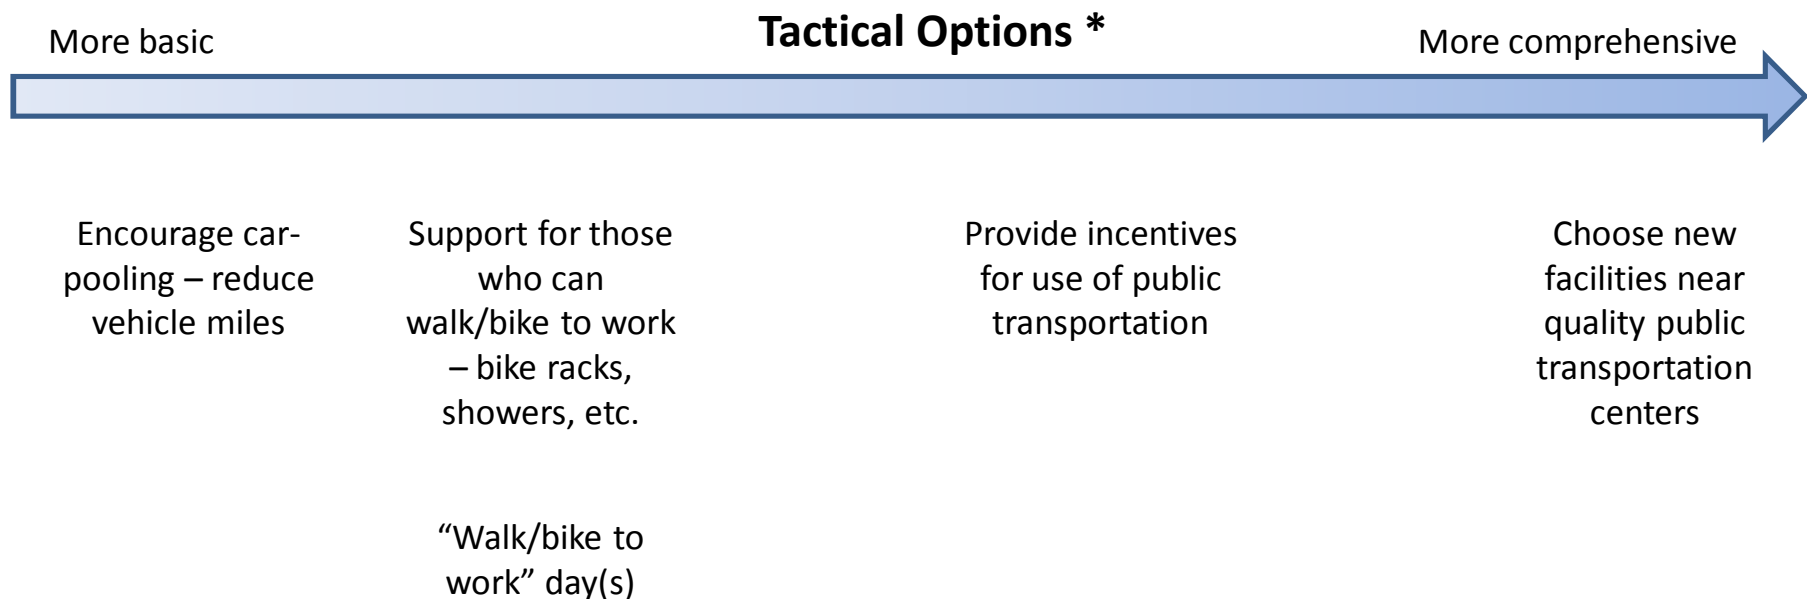 More basic
Tactical Options *
More comprehensive
Encourage car-
pooling – reduce
vehicle miles
Support for those
who can
walk/bike to work
– bike racks,
showers, etc.
“Walk/bike to
work” day(s)
Provide incentives
for use of public
transportation
Choose new
facilities near
quality public
transportation
centers